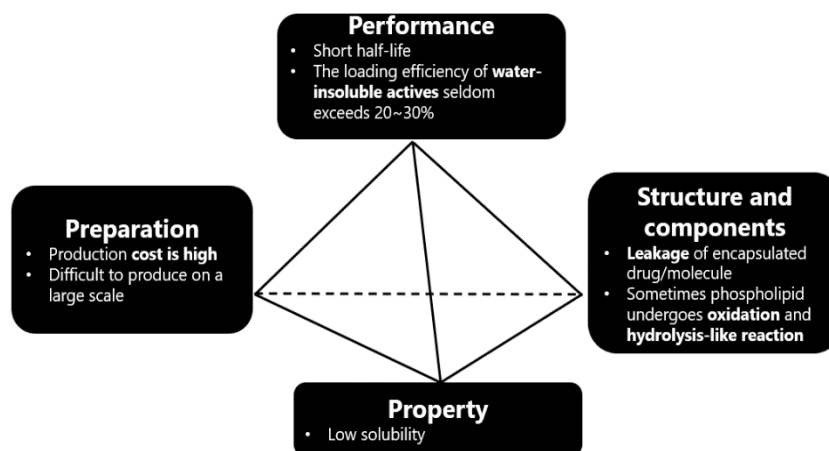 Performance
• Short half-life
• The loading efficiency of water-
insoluble actives seldom
exceeds 20~30%
Preparation
• Production cost is high
• Difficult to produce on a
large scale
Structure and
components
• Leakage of encapsulated
drug/molecule
• Sometimes phospholipid
undergoes oxidation and
hydrolysis-like reaction
Property
• Low solubility